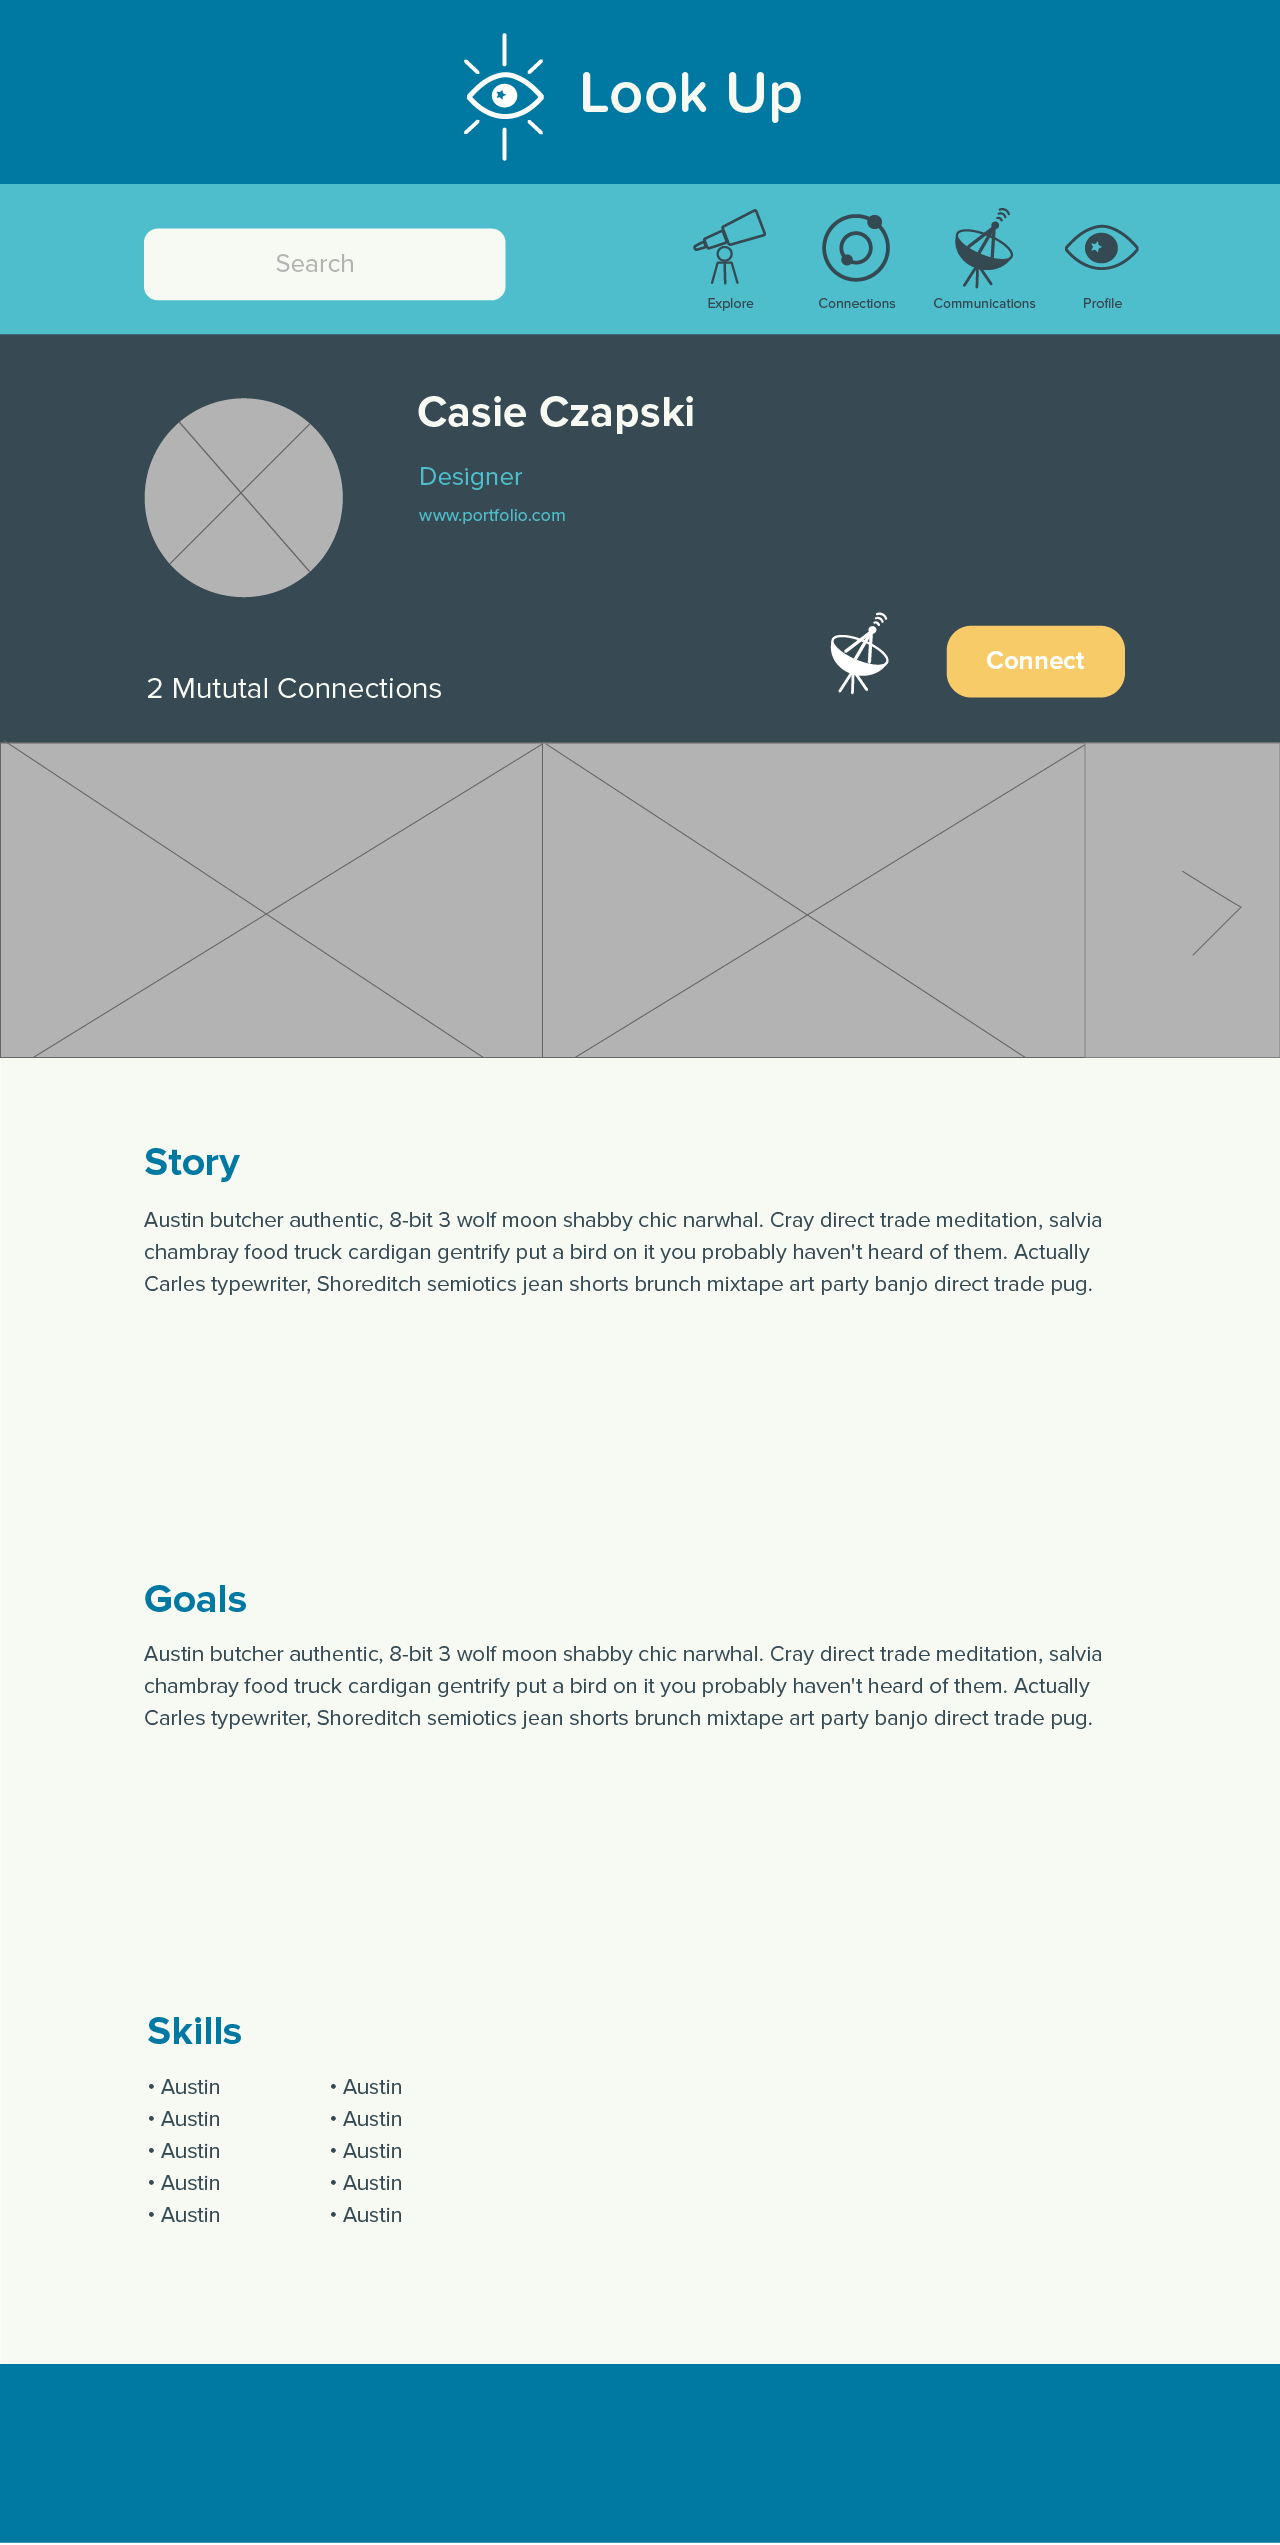 Look Up
Search
Explore
Connections
Communications
Profile
Casie Czapski
Designer
www.portfolio.com
Connect
2 Mututal Connections
Story
Austin butcher authentic, 8-bit 3 wolf moon shabby chic narwhal. Cray direct trade meditation, salvia
chambray food truck cardigan gentrify put a bird on it you probably haven't heard of them. Actually
Carles typewriter, Shoreditch semiotics jean shorts brunch mixtape art party banjo direct trade pug.
Goals
Austin butcher authentic, 8-bit 3 wolf moon shabby chic narwhal. Cray direct trade meditation, salvia
chambray food truck cardigan gentrify put a bird on it you probably haven't heard of them. Actually
Carles typewriter, Shoreditch semiotics jean shorts brunch mixtape art party banjo direct trade pug.
Skills
• Austin
• Austin
• Austin
• Austin
• Austin
• Austin
• Austin
• Austin
• Austin
• Austin